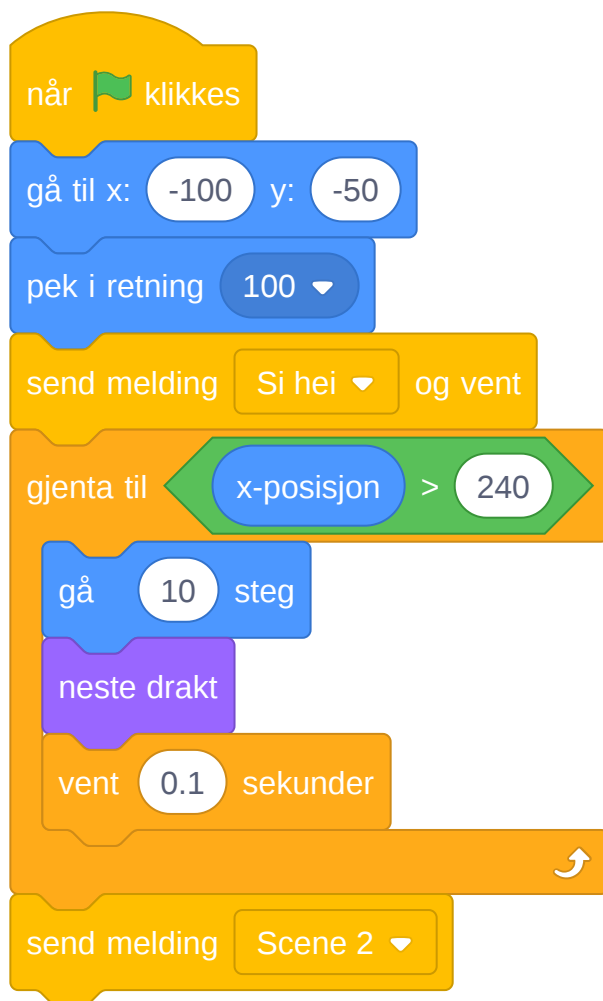 når klikkes
gå til x: -100 y: -50
pek i retning 100
send melding Si hei og vent
gjenta til x-posisjon > 240
gå 10 steg
neste drakt
vent 0.1 sekunder
send melding Scene 2